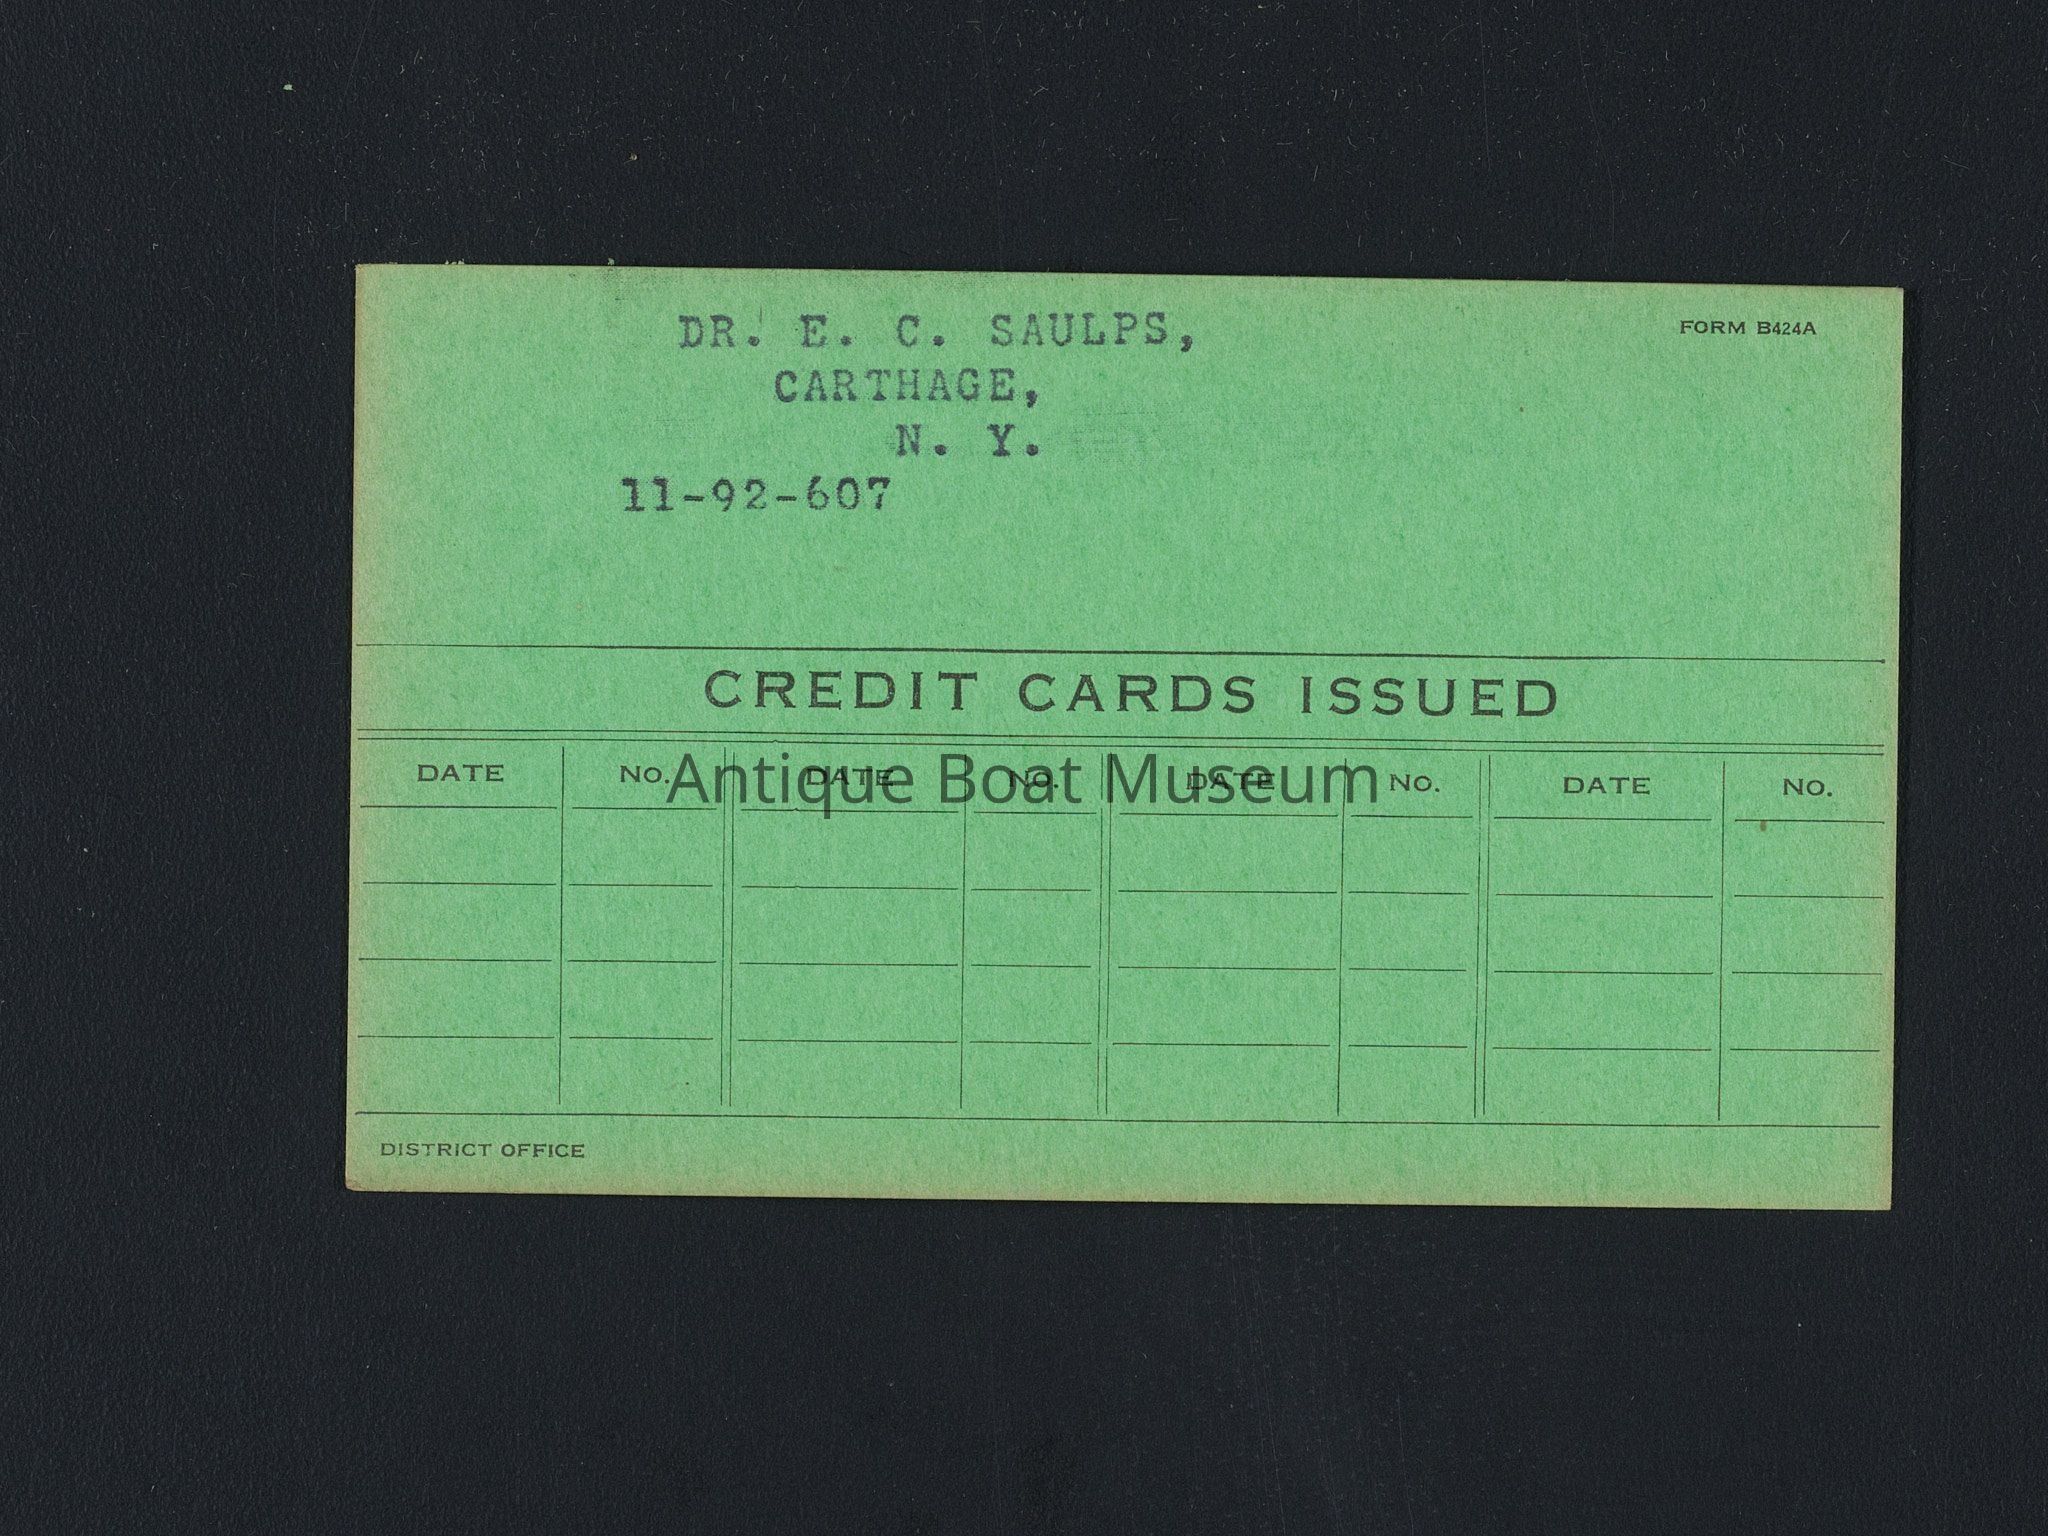 DR. E. C. SAULPS,
FORM B424A
CARTHAGE,
N. Y.
11-92-607
CREDIT CARDS ISSUED
DATE NO. DATE NO. DATE NO. DATE NO.
Antique Boat Museum
DISTRICT OFFICE